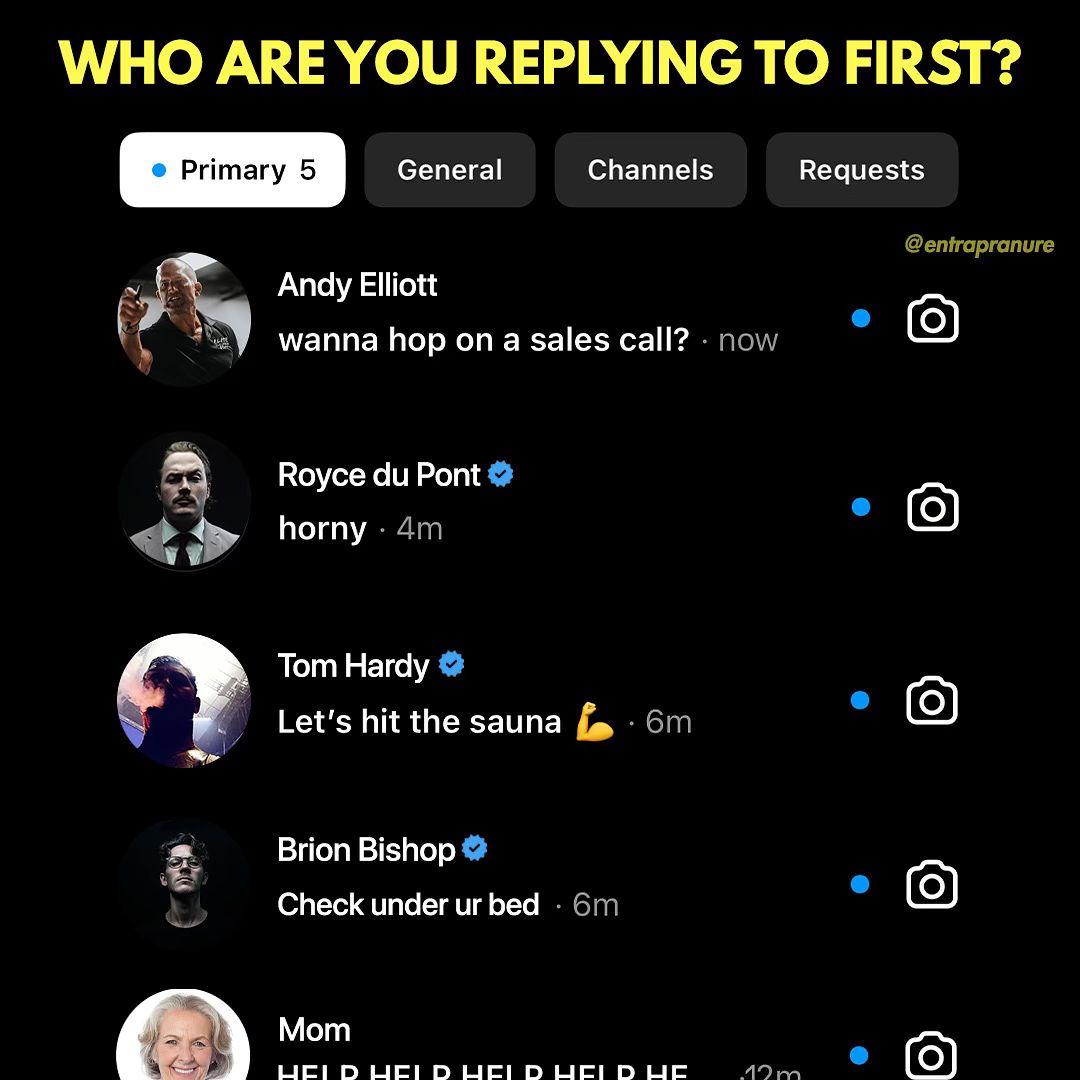 WHO ARE YOU REPLYING TO FIRST?
Primary 5 General Channels Requests
@entrapranure
Andy Elliott
wanna hop on a sales call? · now
Royce du Pont
horny · 4m
Tom Hardy
Let’s hit the sauna 💪 · 6m
Brion Bishop
Check under ur bed · 6m
Mom
HELP HELP HELP HELP HE... ·12m